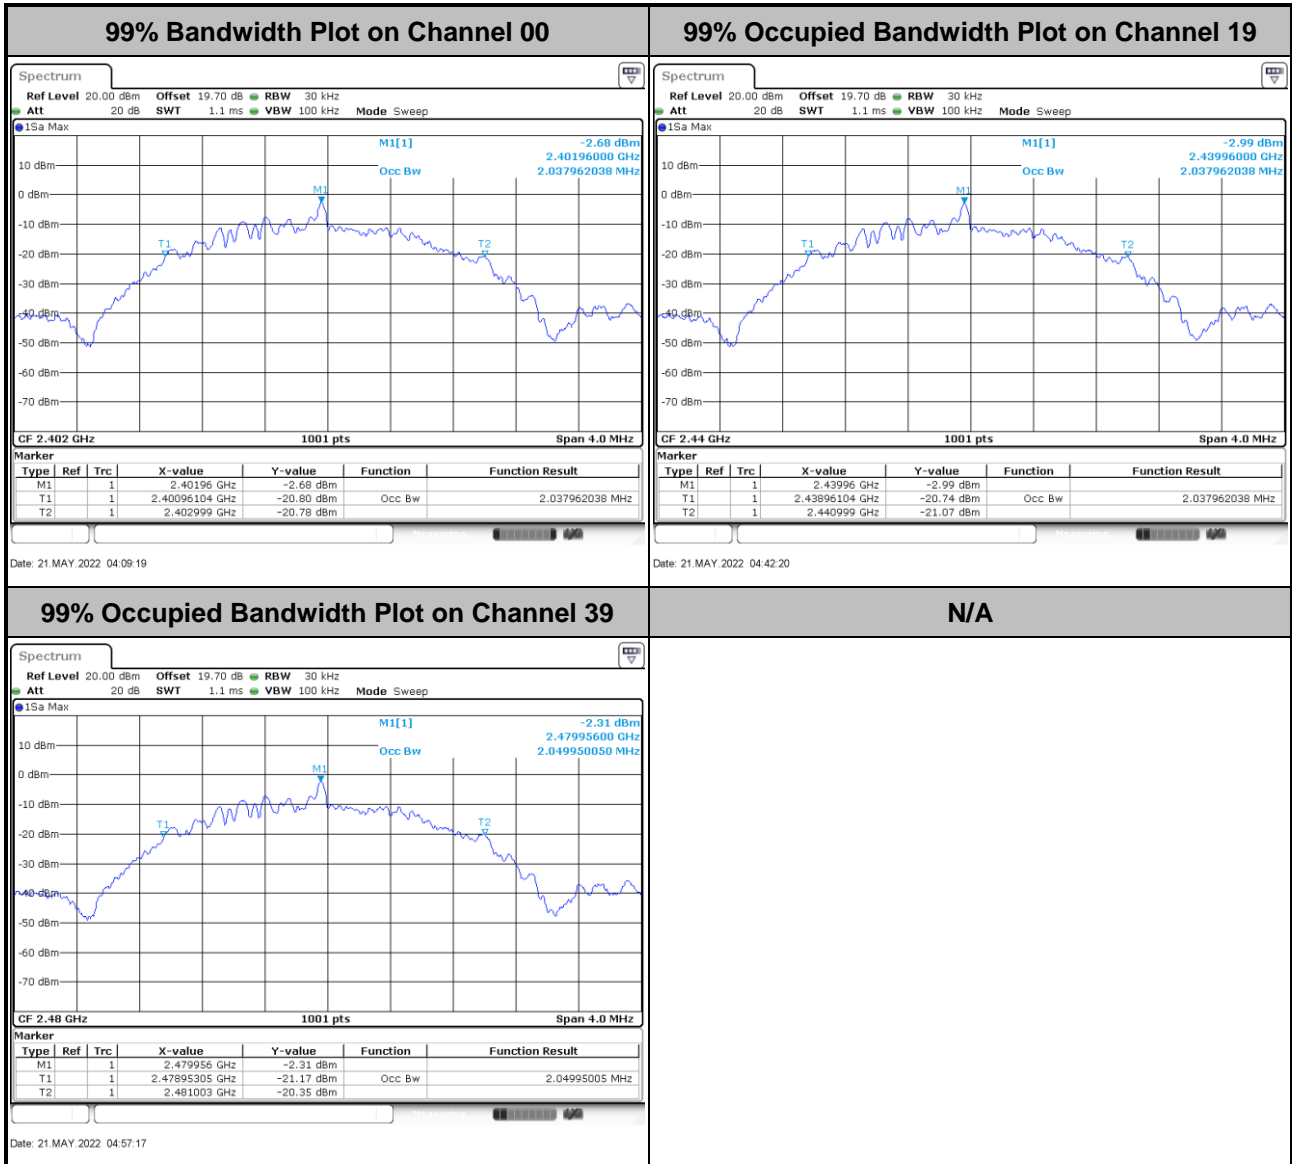 99% Bandwidth Plot on Channel 00
Spectrum
Ref Level 20.00 dBm Offset 19.70 dB RBW 30 kHz
Att 20 dB SWT 1.1 ms VBW 100 kHz Mode Sweep
1Sa Max
M1[1] -2.68 dBm
2.40196000 GHz
Occ Bw 2.037962038 MHz
10 dBm
0 dBm
M1
-10 dBm
T1 T2
-20 dBm
-30 dBm
-40 dBm
-50 dBm
-60 dBm
-70 dBm
CF 2.402 GHz 1001 pts Span 4.0 MHz
Marker
Type Ref Trc X-value Y-value Function Function Result
M1 1 2.40196 GHz -2.68 dBm
T1 1 2.40096104 GHz -20.80 dBm Occ Bw 2.037962038 MHz
T2 1 2.402999 GHz -20.78 dBm
Measuring...
Date: 21.MAY.2022 04:09:19
99% Occupied Bandwidth Plot on Channel 19
Spectrum
Ref Level 20.00 dBm Offset 19.70 dB RBW 30 kHz
Att 20 dB SWT 1.1 ms VBW 100 kHz Mode Sweep
1Sa Max
M1[1] -2.99 dBm
2.43996000 GHz
Occ Bw 2.037962038 MHz
10 dBm
0 dBm
M1
-10 dBm
T1 T2
-20 dBm
-30 dBm
-40 dBm
-50 dBm
-60 dBm
-70 dBm
CF 2.44 GHz 1001 pts Span 4.0 MHz
Marker
Type Ref Trc X-value Y-value Function Function Result
M1 1 2.43996 GHz -2.99 dBm
T1 1 2.43896104 GHz -20.74 dBm Occ Bw 2.037962038 MHz
T2 1 2.440999 GHz -21.07 dBm
Measuring...
Date: 21.MAY.2022 04:42:20
99% Occupied Bandwidth Plot on Channel 39
Spectrum
Ref Level 20.00 dBm Offset 19.70 dB RBW 30 kHz
Att 20 dB SWT 1.1 ms VBW 100 kHz Mode Sweep
1Sa Max
M1[1] -2.31 dBm
2.47995600 GHz
Occ Bw 2.049950050 MHz
10 dBm
0 dBm
M1
-10 dBm
T1 T2
-20 dBm
-30 dBm
-40 dBm
-50 dBm
-60 dBm
-70 dBm
CF 2.48 GHz 1001 pts Span 4.0 MHz
Marker
Type Ref Trc X-value Y-value Function Function Result
M1 1 2.479956 GHz -2.31 dBm
T1 1 2.47895305 GHz -21.17 dBm Occ Bw 2.04995005 MHz
T2 1 2.481003 GHz -20.35 dBm
Measuring...
Date: 21.MAY.2022 04:57:17
N/A